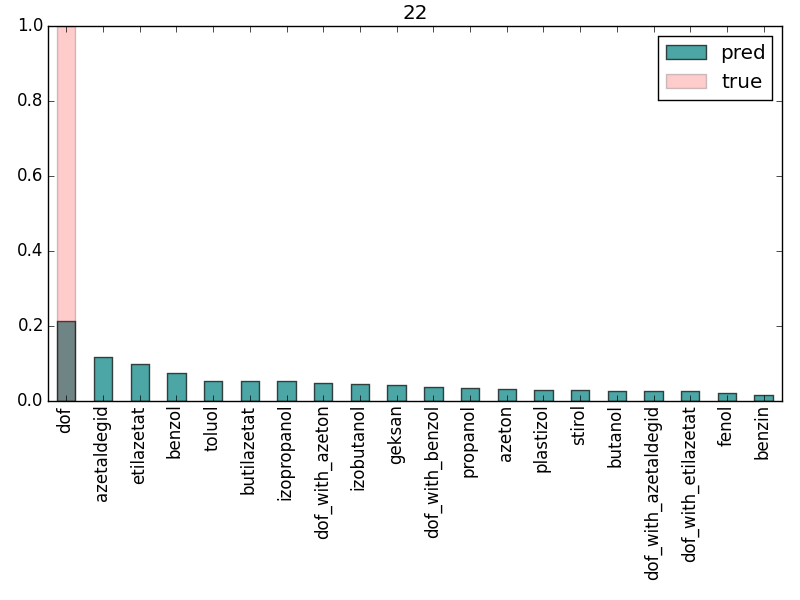 22
1.0
0.8
0.6
0.4
0.2
0.0
pred
true
dof
azetaldegid
etilazetat
benzol
toluol
butilazetat
izopropanol
dof_with_azeton
izobutanol
geksan
dof_with_benzol
propanol
azeton
plastizol
stirol
butanol
dof_with_azetaldegid
dof_with_etilazetat
fenol
benzin